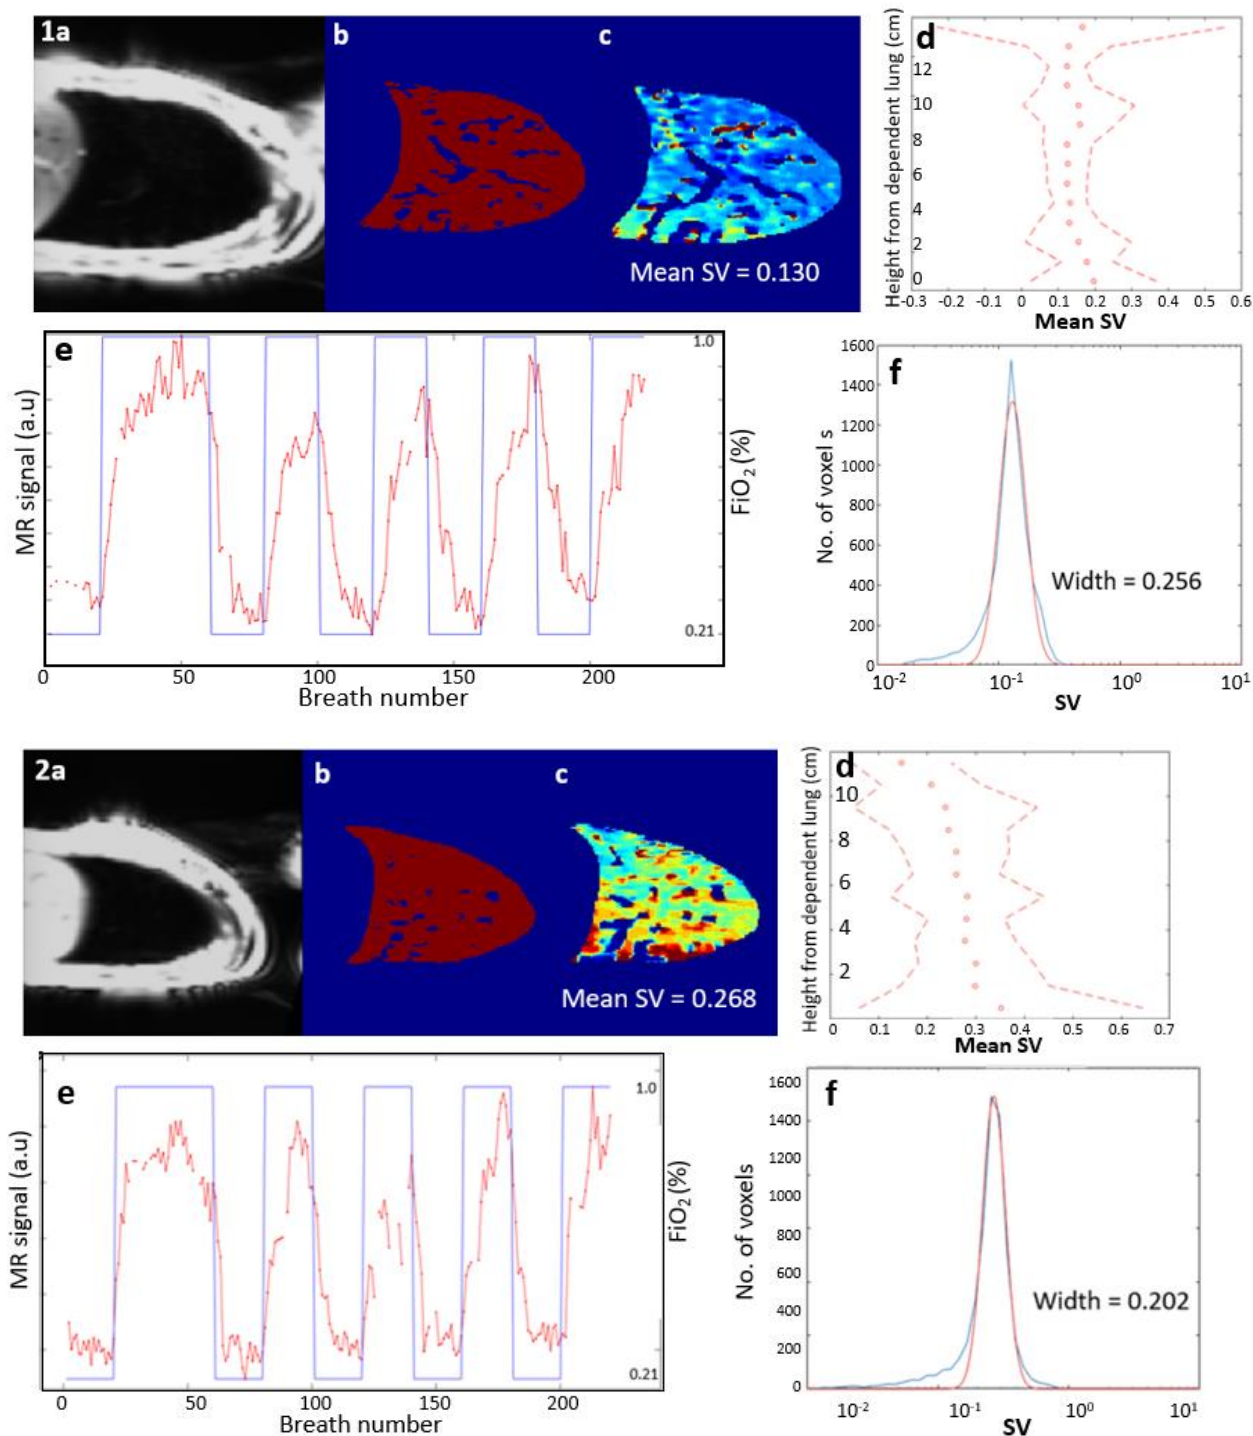 1a
b
c
Mean SV = 0.130
d
Height from dependent lung (cm)
12
10
8
6
4
2
0
-0.3 -0.2 -0.1 0 0.1 0.2 0.3 0.4 0.5 0.6
Mean SV
e
MR signal (a.u)
1.0
0.21
FiO2 (%)
0 50 100 150 200
Breath number
f
No. of voxel s
1600
1400
1200
1000
800
600
400
200
0
Width = 0.256
10-2 10-1 100 101
SV
2a
b
c
Mean SV = 0.268
d
Height from dependent lung (cm)
10
8
6
4
2
0 0.1 0.2 0.3 0.4 0.5 0.6 0.7
Mean SV
e
MR signal (a.u)
1.0
0.21
FiO2 (%)
0 50 100 150 200
Breath number
f
No. of voxels
1600
1400
1200
1000
800
600
400
200
0
Width = 0.202
10-2 10-1 100 101
SV